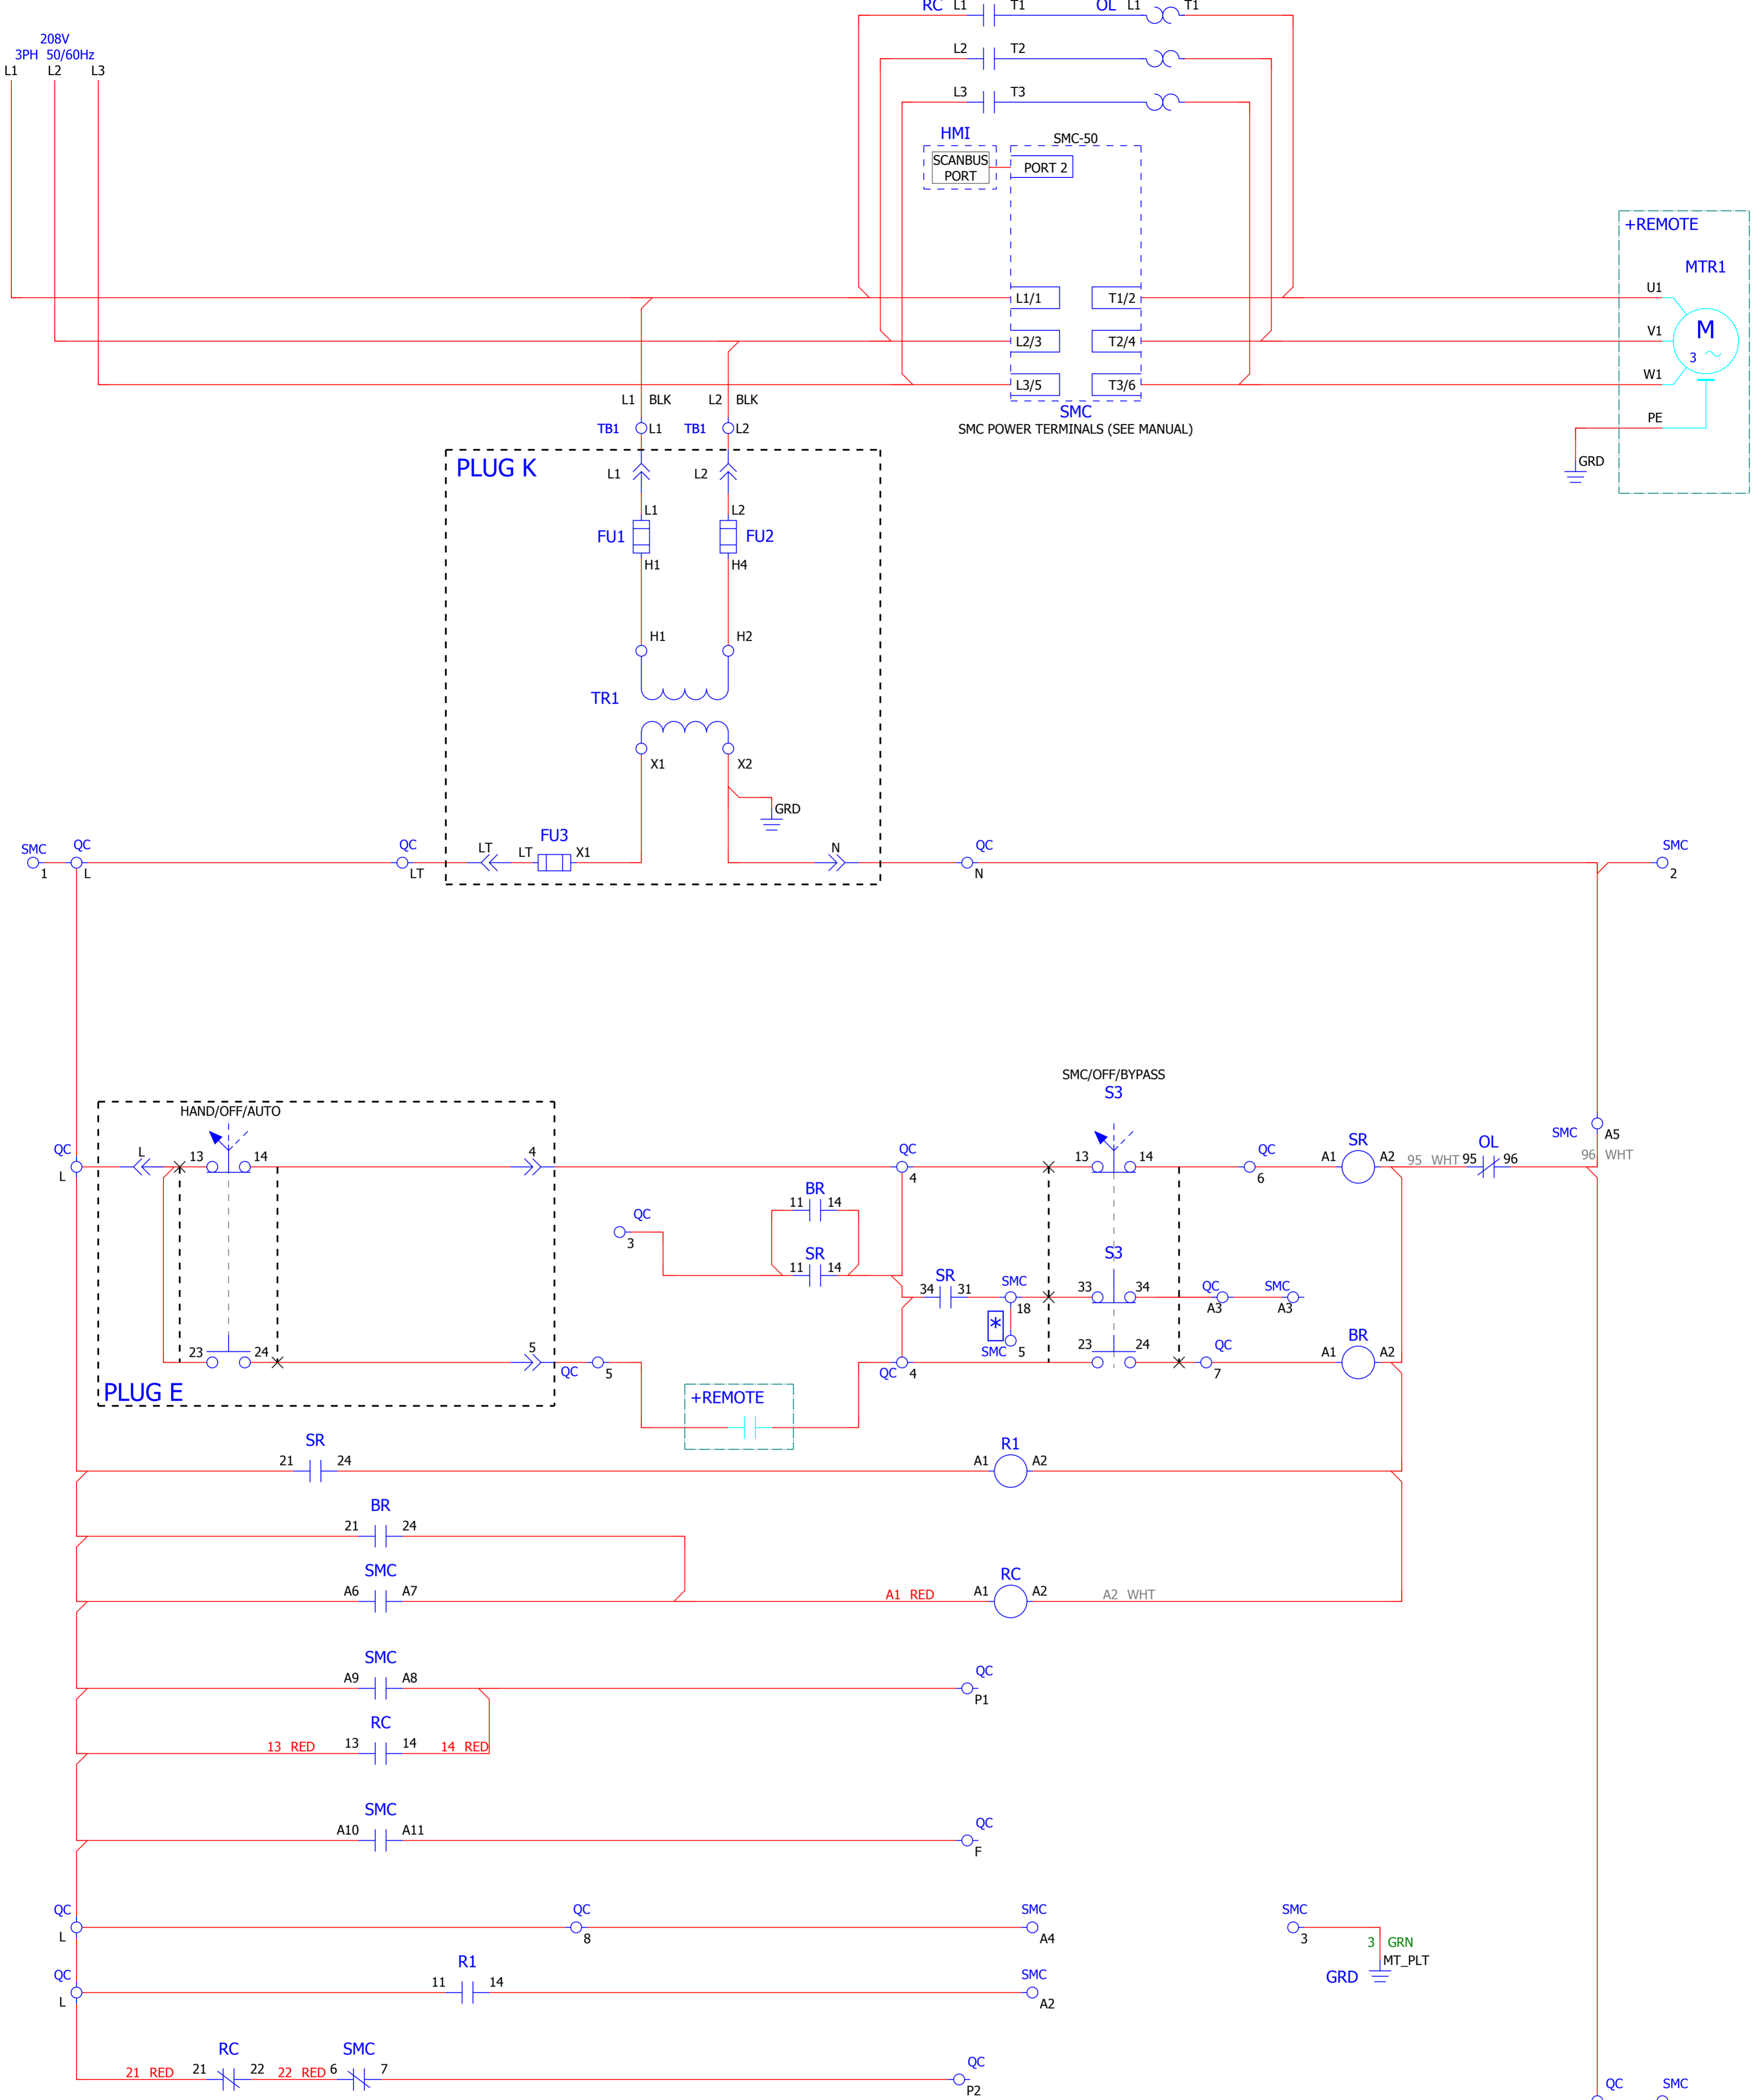 RC L1 T1 OL L1 T1
208V
3PH 50/60Hz
L1 L2 L3
L2 T2
L3 T3
HMI
SMC-50
SCANBUS
PORT
PORT 2
+REMOTE
MTR1
L1/1 T1/2 U1
L2/3 T2/4 V1
M
3
L3/5 T3/6 W1
L1 BLK L2 BLK
SMC
SMC POWER TERMINALS (SEE MANUAL)
PE
GRD
TB1 L1 TB1 L2
PLUG K
L1 L2
L1 L2
FU1 FU2
H1 H4
H1 H2
TR1
X1 X2
GRD
SMC QC QC LT FU3 N QC SMC
LT X1
1 L LT N 2
SMC/OFF/BYPASS
S3
HAND/OFF/AUTO
SMC A5
QC L 13 14 4 QC 13 14 QC SR OL
A1 A2 95 WHT 95 96 96 WHT
L 4 6
BR
11 14
QC
3
SR S3
11 14
SR SMC QC SMC
34 31 33 34
18 A3 A3
*
SMC 5
23 24 5 23 24 QC BR
A1 A2
QC 5 QC 4 7
PLUG E
+REMOTE
SR R1
21 24 A1 A2
BR
21 24
SMC RC
A6 A7 A1 RED A1 A2 A2 WHT
SMC QC
A9 A8
P1
RC
13 RED 13 14 14 RED
SMC QC
A10 A11
F
QC QC SMC SMC
L 8 A4 3
3 GRN
MT_PLT
GRD
QC R1 SMC
11 14
L A2
RC SMC QC
21 RED 21 22 22 RED 6 7
P2
QC SMC